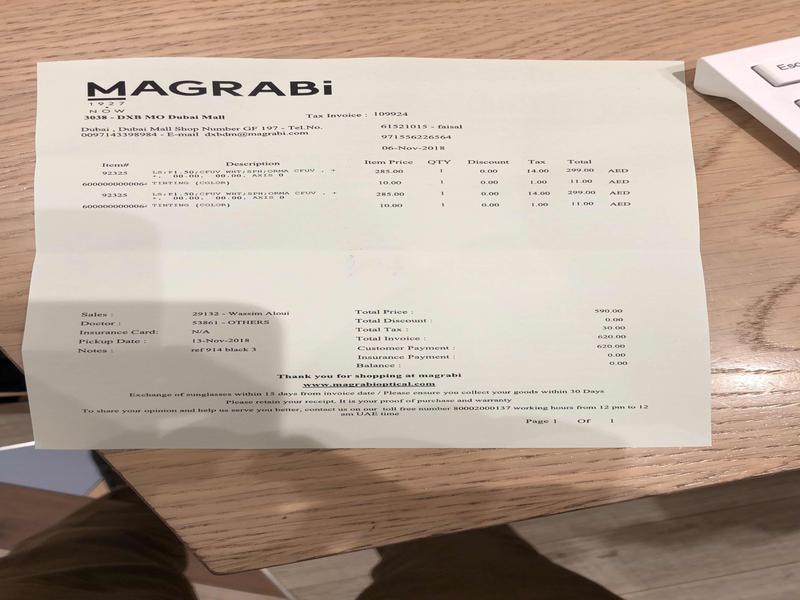 MAGRABi
1927
NOW
3038 - DXB MO Dubai Mall
Tax Invoice : 109924
Dubai , Dubai Mall Shop Number GF 197 - Tel.No.
0097143398984 - E-mail dxbdm@magrabi.com
61521015 - faisal
971556226564
06-Nov-2018
Item# Description Item Price QTY Discount Tax Total
92325 LS;F1.50;CFUV WHT;SPH;ORMA CFUV , + 285.00 1 0.00 14.00 299.00 AED
+, 00.00, 00.00, AXIS 0
600000000006 TINTING (COLOR) 10.00 1 0.00 1.00 11.00 AED
92325 LS;F1.50;CFUV WHT;SPH;ORMA CFUV , + 285.00 1 0.00 14.00 299.00 AED
+, 00.00, 00.00, AXIS 0
600000000006 TINTING (COLOR) 10.00 1 0.00 1.00 11.00 AED
Sales : 29132 - Wassim Aloui
Doctor : 53861 - OTHERS
Insurance Card: N/A
Pickup Date : 13-Nov-2018
Notes : ref 914 black 3
Total Price : 590.00
Total Discount : 0.00
Total Tax : 30.00
Total Invoice : 620.00
Customer Payment : 620.00
Insurance Payment : 0.00
Balance : 0.00
Thank you for shopping at magrabi
www.magrabioptical.com
Exchange of sunglasses within 15 days from invoice date / Please ensure you collect your goods within 30 Days
Please retain your receipt. It is your proof of purchase and warranty
To share your opinion and help us serve you better, contact us on our toll free number 80002000137 working hours from 12 pm to 12
am UAE time
Page 1 Of 1
Esc